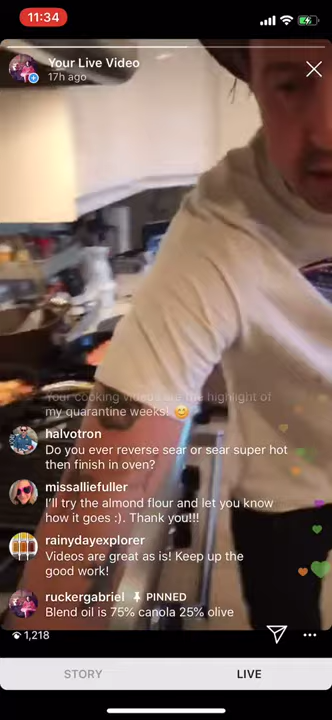 11:34
Your Live Video
17h ago
Your cooking videos are the highlight of
my quarantine weeks! 😊
halvotron
Do you ever reverse sear or sear super hot
then finish in oven?
missalliefuller
I'll try the almond flour and let you know
how it goes :). Thank you!!!
rainydayexplorer
Videos are great as is! Keep up the
good work!
ruckergabriel PINNED
Blend oil is 75% canola 25% olive
1,218
STORY LIVE